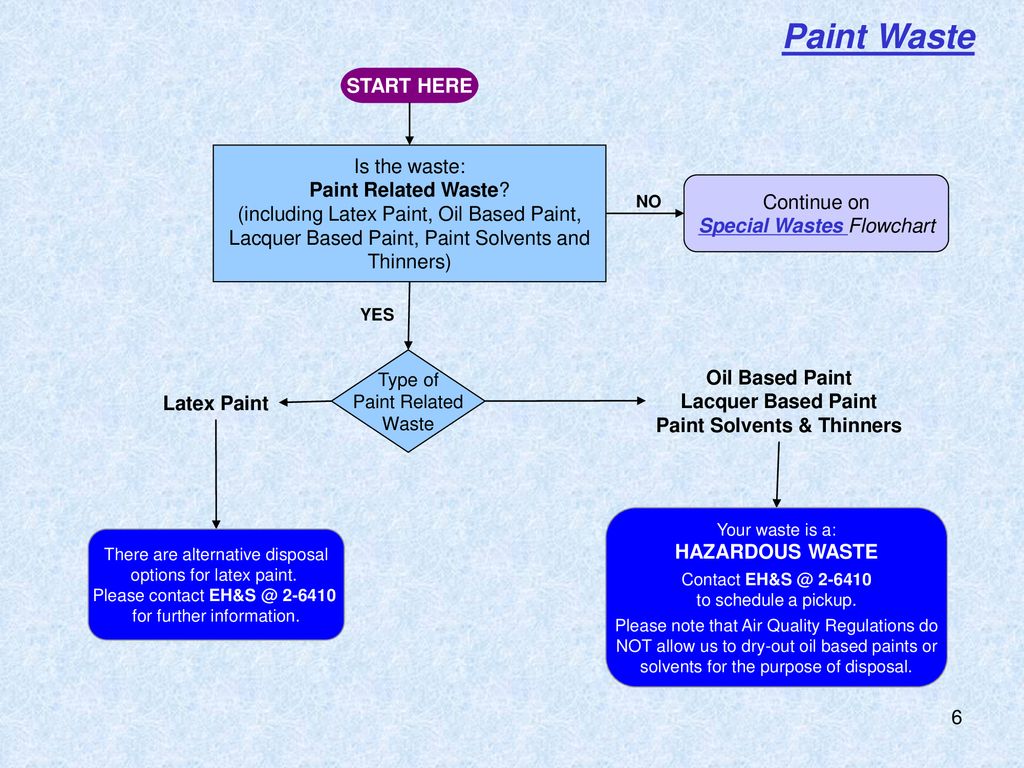 Paint Waste
START HERE
Is the waste:
Paint Related Waste?
(including Latex Paint, Oil Based Paint,
Lacquer Based Paint, Paint Solvents and
Thinners)
NO
Continue on
Special Wastes Flowchart
YES
Type of
Paint Related
Waste
Latex Paint
Oil Based Paint
Lacquer Based Paint
Paint Solvents & Thinners
There are alternative disposal
options for latex paint.
Please contact EH&S @ 2-6410
for further information.
Your waste is a:
HAZARDOUS WASTE
Contact EH&S @ 2-6410
to schedule a pickup.
Please note that Air Quality Regulations do
NOT allow us to dry-out oil based paints or
solvents for the purpose of disposal.
6